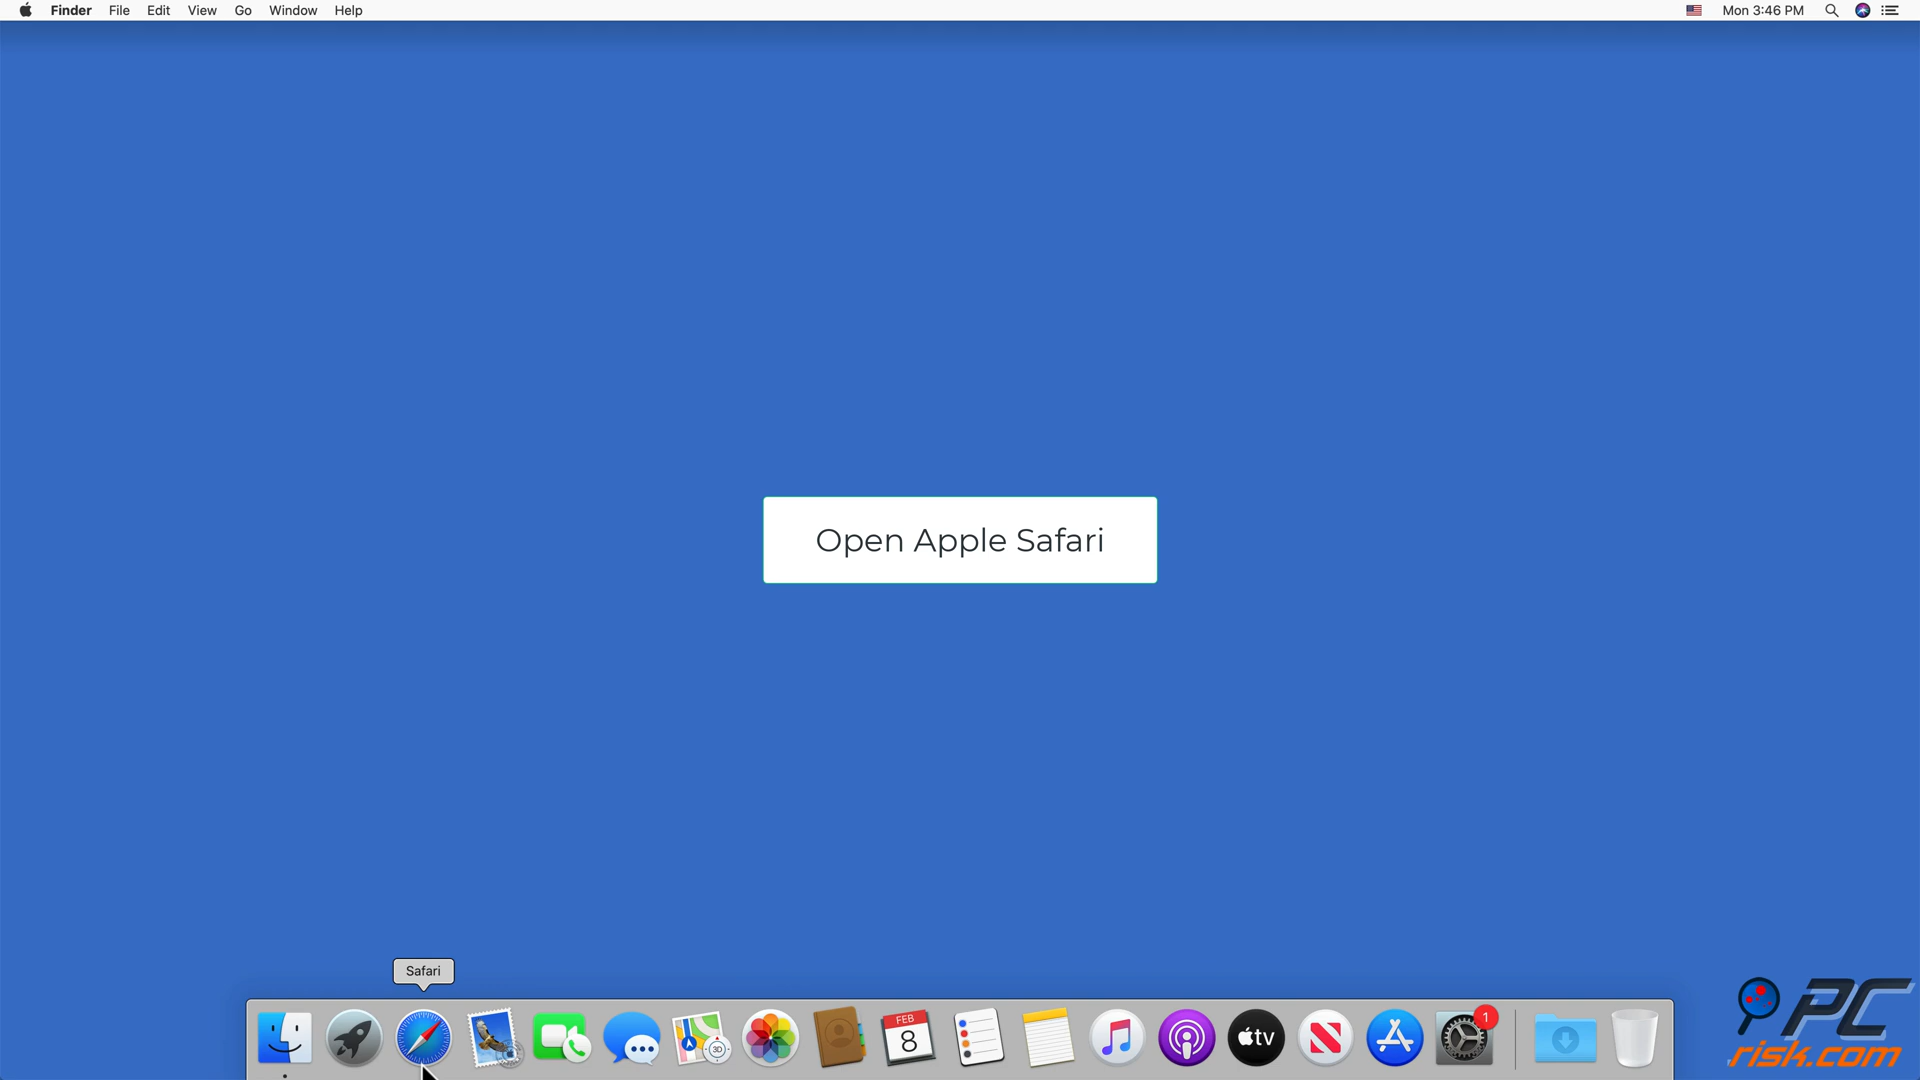 Finder File Edit View Go Window Help Mon 3:46 PM
Open Apple Safari
Safari
3D
FEB
8
tv
1
PC
risk.com